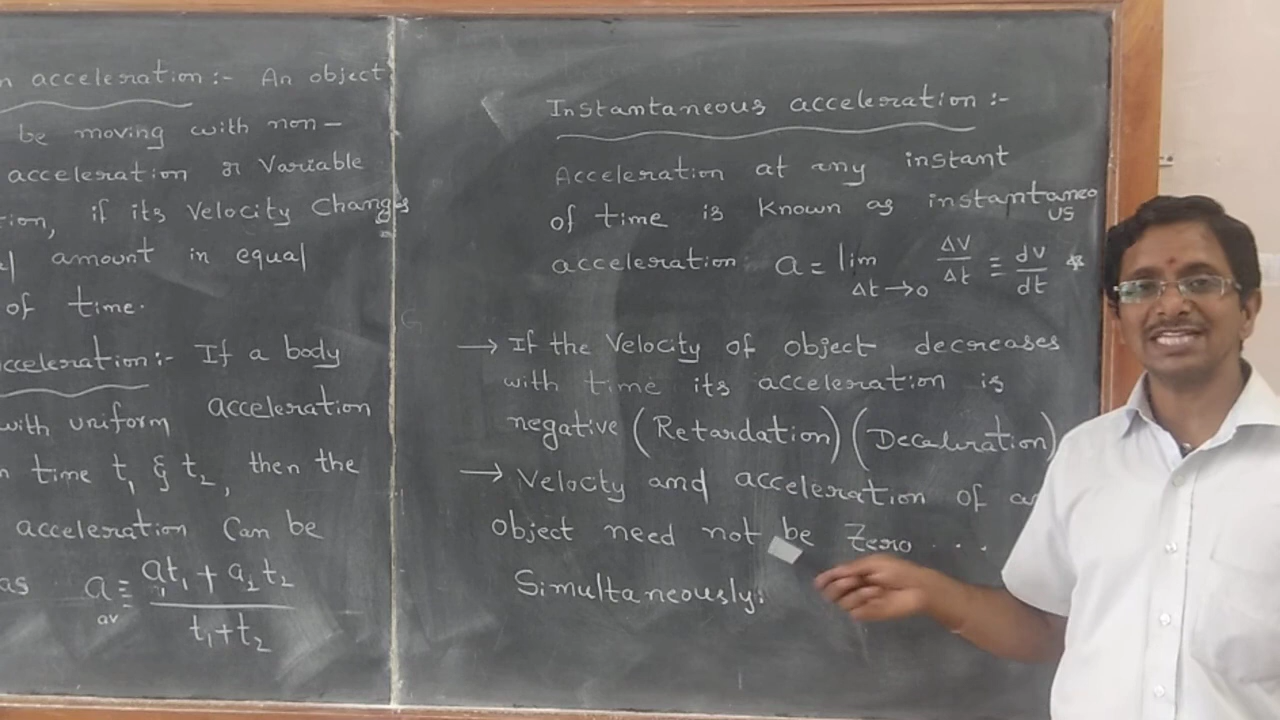 n acceleration:- An object
be moving with non-
acceleration or Variable
tion, if its Velocity Changes
al amount in equal
of time.
acceleration:- If a body
with uniform acceleration
n time t₁ & t₂, then the
acceleration Can be
as a_av = (a₁t₁ + a₂t₂)/(t₁+t₂)
Instantaneous acceleration :-
Acceleration at any instant
of time is Known as instantaneous
acceleration a = lim Δt→0 ΔV/Δt = dv/dt
→ If the Velocity of object decreases
with time its acceleration is
negative (Retardation) (Decaleration)
→ Velocity and acceleration of a
object need not be Zero ...
Simultaneously.